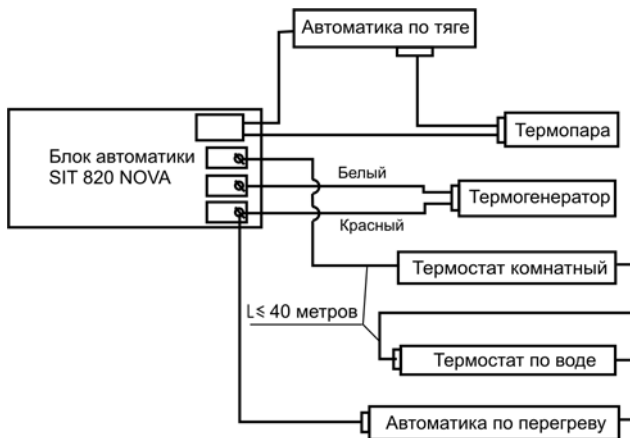 Автоматика по тяге
Термопара
Блок автоматики
SIT 820 NOVA
Белый
Термогенератор
Красный
Термостат комнатный
L≤ 40 метров
Термостат по воде
Автоматика по перегреву